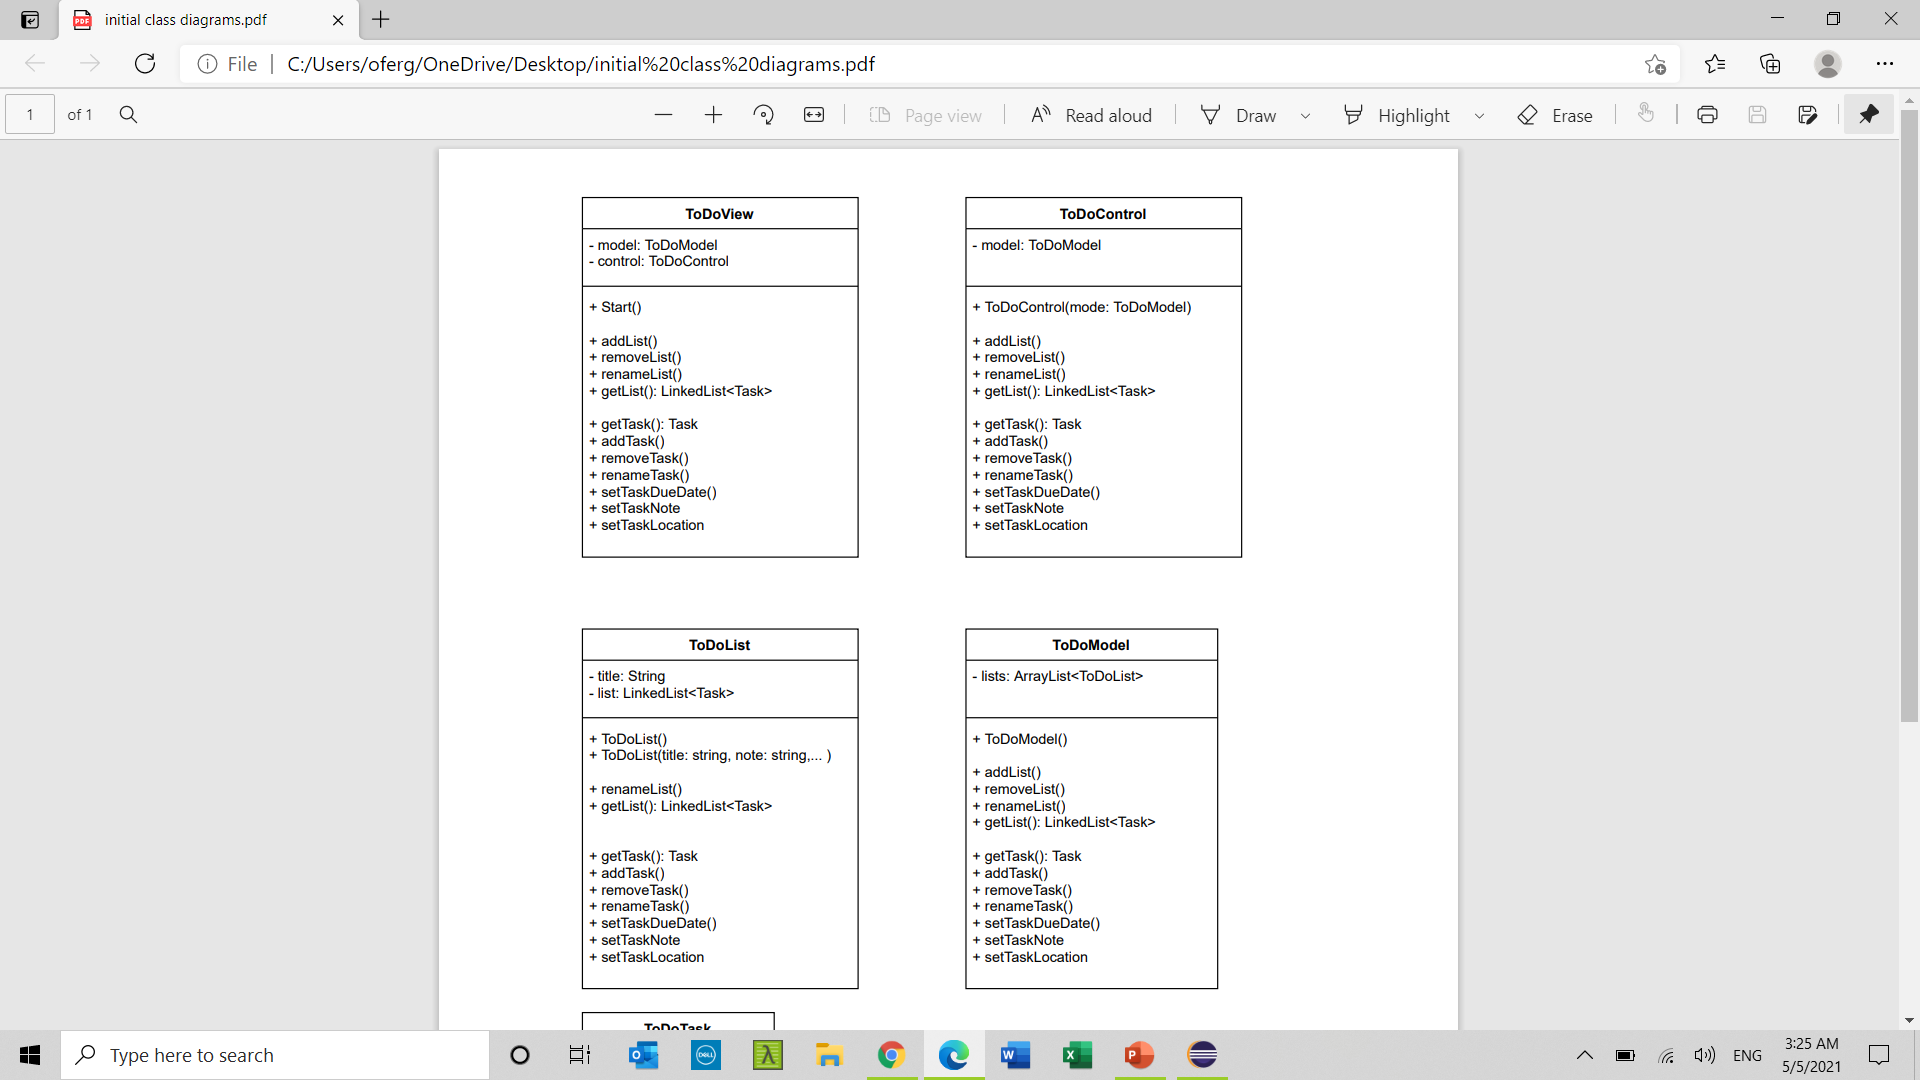 initial class diagrams.pdf
File | C:/Users/oferg/OneDrive/Desktop/initial%20class%20diagrams.pdf
1 of 1
Page view
Read aloud
Draw
Highlight
Erase
ToDoView
- model: ToDoModel
- control: ToDoControl
+ Start()
+ addList()
+ removeList()
+ renameList()
+ getList(): LinkedList<Task>
+ getTask(): Task
+ addTask()
+ removeTask()
+ renameTask()
+ setTaskDueDate()
+ setTaskNote
+ setTaskLocation
ToDoControl
- model: ToDoModel
+ ToDoControl(mode: ToDoModel)
+ addList()
+ removeList()
+ renameList()
+ getList(): LinkedList<Task>
+ getTask(): Task
+ addTask()
+ removeTask()
+ renameTask()
+ setTaskDueDate()
+ setTaskNote
+ setTaskLocation
ToDoList
- title: String
- list: LinkedList<Task>
+ ToDoList()
+ ToDoList(title: string, note: string,... )
+ renameList()
+ getList(): LinkedList<Task>
+ getTask(): Task
+ addTask()
+ removeTask()
+ renameTask()
+ setTaskDueDate()
+ setTaskNote
+ setTaskLocation
ToDoModel
- lists: ArrayList<ToDoList>
+ ToDoModel()
+ addList()
+ removeList()
+ renameList()
+ getList(): LinkedList<Task>
+ getTask(): Task
+ addTask()
+ removeTask()
+ renameTask()
+ setTaskDueDate()
+ setTaskNote
+ setTaskLocation
ToDoTask
Type here to search
ENG
3:25 AM
5/5/2021